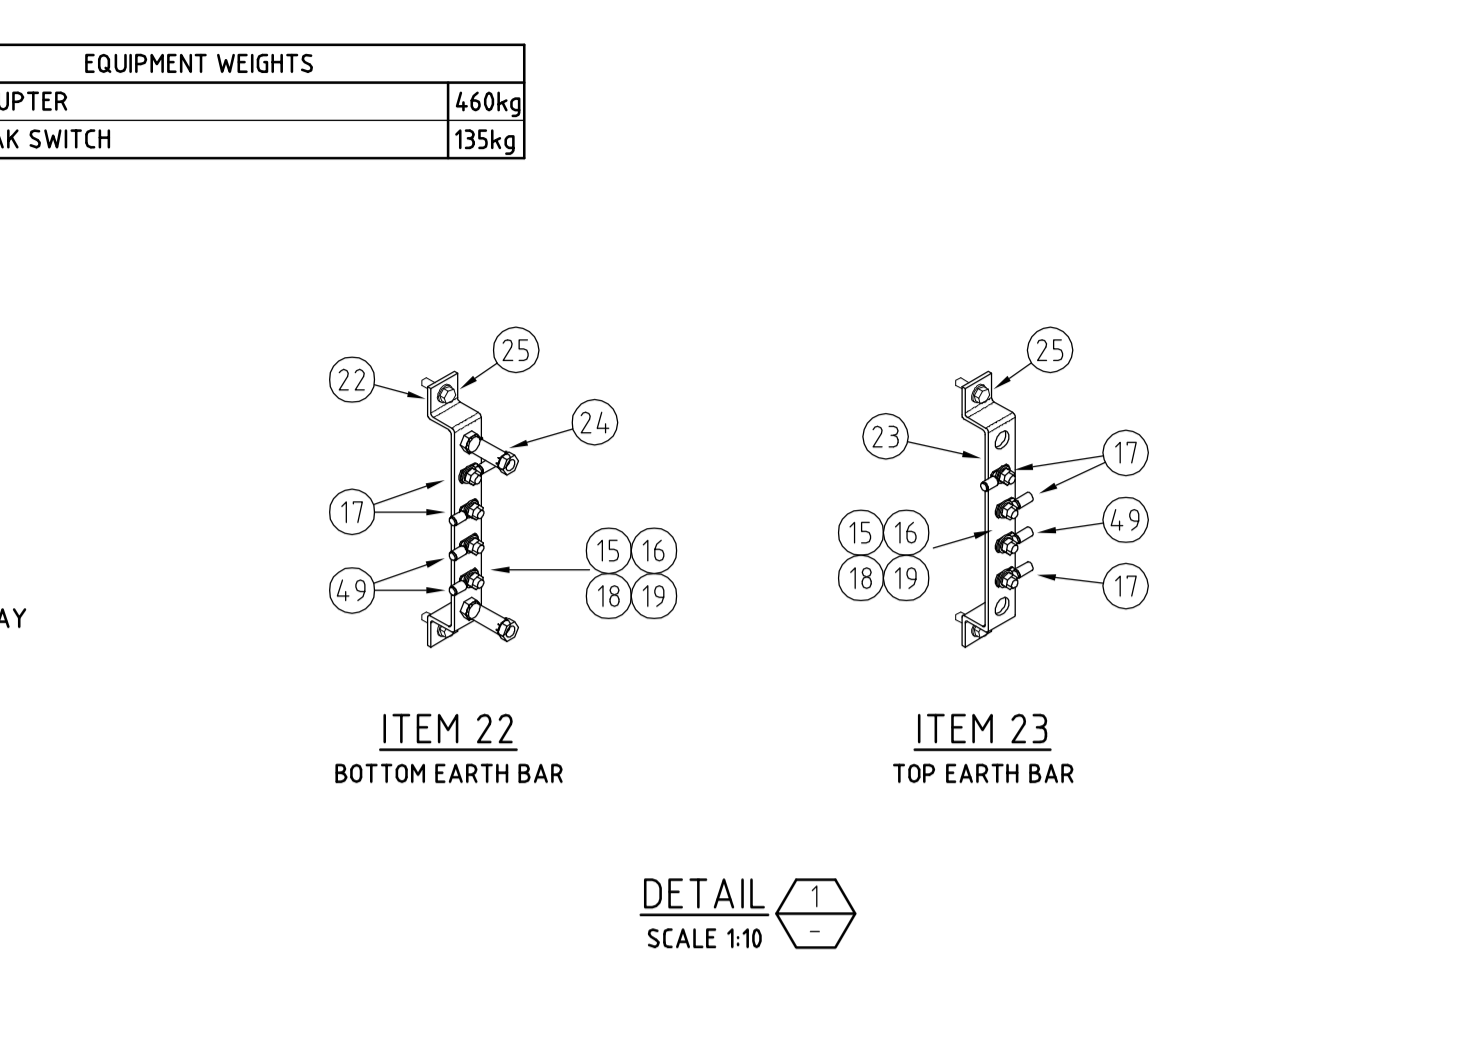 EQUIPMENT WEIGHTS
UPTER 460kg
AK SWITCH 135kg
25
22
24
17
15 16
18 19
49
25
23
17
15 16
49
18 19
17
AY
ITEM 22
BOTTOM EARTH BAR
ITEM 23
TOP EARTH BAR
DETAIL 1
SCALE 1:10 -